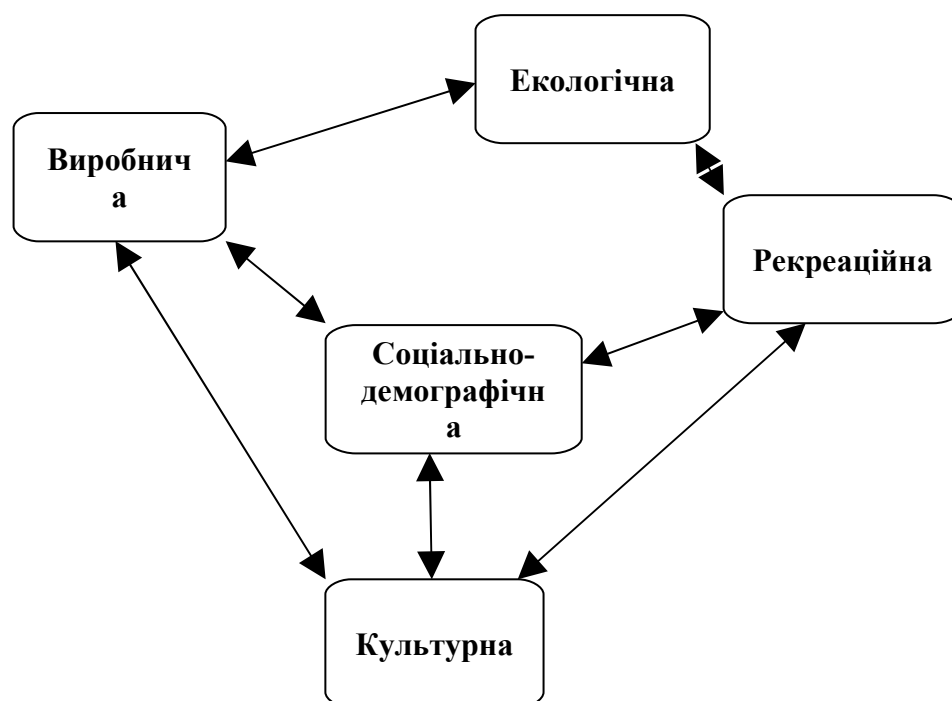 Екологічна
Виробнич
а
Рекреаційна
Соціально-
демографічн
а
Культурна